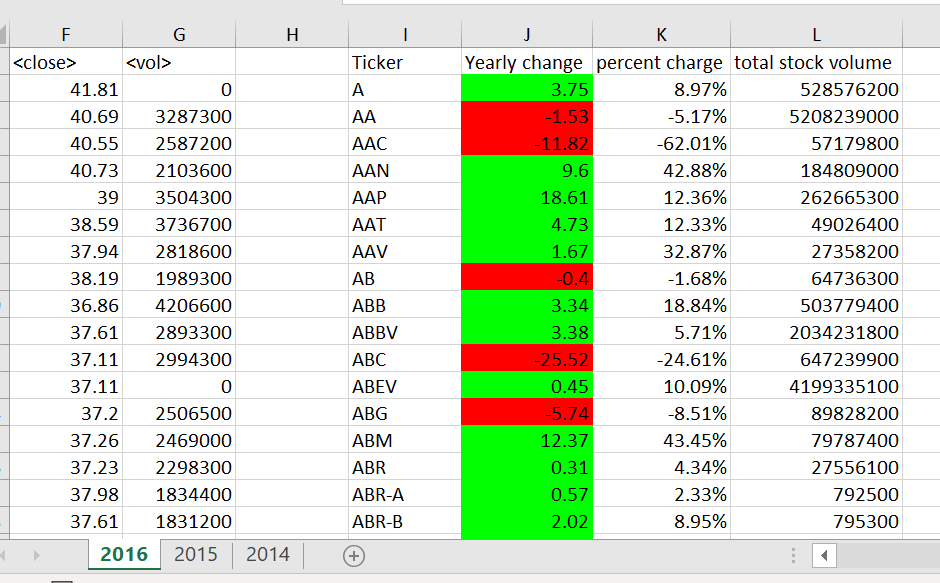 F G H I J K L
<close> <vol> Ticker Yearly change percent charge total stock volume
41.81 0 A 3.75 8.97% 528576200
40.69 3287300 AA -1.53 -5.17% 5208239000
40.55 2587200 AAC -11.82 -62.01% 57179800
40.73 2103600 AAN 9.6 42.88% 184809000
39 3504300 AAP 18.61 12.36% 262665300
38.59 3736700 AAT 4.73 12.33% 49026400
37.94 2818600 AAV 1.67 32.87% 27358200
38.19 1989300 AB -0.4 -1.68% 64736300
36.86 4206600 ABB 3.34 18.84% 503779400
37.61 2893300 ABBV 3.38 5.71% 2034231800
37.11 2994300 ABC -25.52 -24.61% 647239900
37.11 0 ABEV 0.45 10.09% 4199335100
37.2 2506500 ABG -5.74 -8.51% 89828200
37.26 2469000 ABM 12.37 43.45% 79787400
37.23 2298300 ABR 0.31 4.34% 27556100
37.98 1834400 ABR-A 0.57 2.33% 792500
37.61 1831200 ABR-B 2.02 8.95% 795300
2016 2015 2014